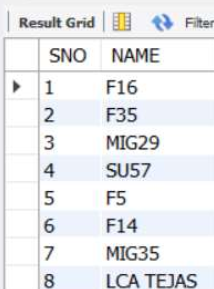 Result Grid Filter
SNO NAME
1 F16
2 F35
3 MIG29
4 SU57
5 F5
6 F14
7 MIG35
8 LCA TEJAS